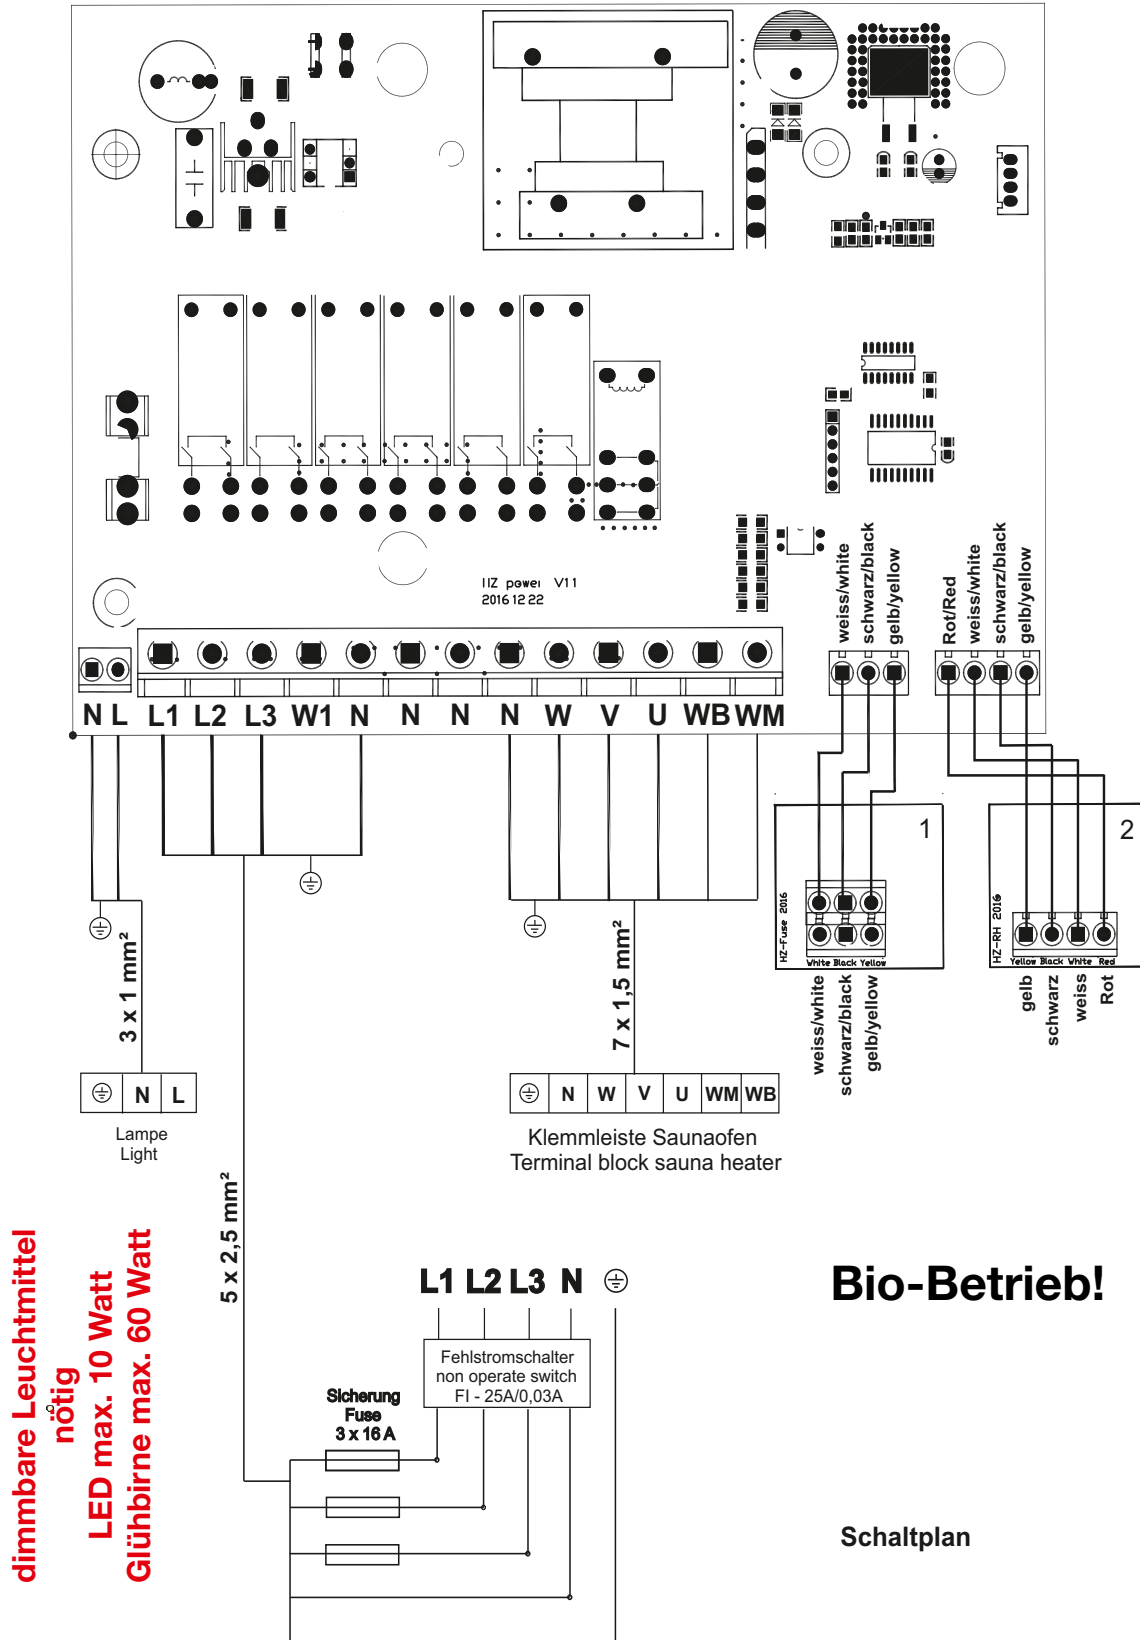 IIZ power V11
2016 12 22
weiss/white
schwarz/black
gelb/yellow
Rot/Red
weiss/white
schwarz/black
gelb/yellow
N L L1 L2 L3 W1 N N N N W V U WB WM
1
2
HZ-Fuse 2016
White Black Yellow
HZ-RH 2016
Yellow Black White Red
weiss/white
schwarz/black
gelb/yellow
gelb
schwarz
weiss
Rot
3 x 1 mm²
7 x 1,5 mm²
N L
Lampe
Light
N W V U WM WB
Klemmleiste Saunaofen
Terminal block sauna heater
5 x 2,5 mm²
dimmbare Leuchtmittel
nötig
LED max. 10 Watt
Glühbirne max. 60 Watt
L1 L2 L3 N
Fehlstromschalter
non operate switch
FI - 25A/0,03A
Sicherung
Fuse
3 x 16 A
Bio-Betrieb!
Schaltplan